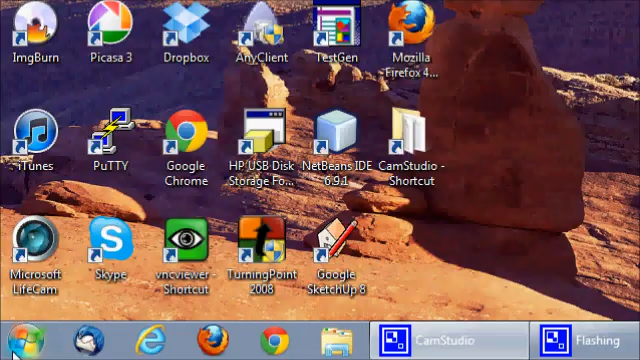 ImgBurn
Picasa 3
Dropbox
AnyClient
TestGen
Mozilla
Firefox 4...
iTunes
PuTTY
Google
Chrome
HP USB Disk
Storage Fo...
NetBeans IDE
6.9.1
CamStudio -
Shortcut
Microsoft
LifeCam
Skype
vncviewer -
Shortcut
TurningPoint
2008
Google
SketchUp 8
CamStudio
Flashing